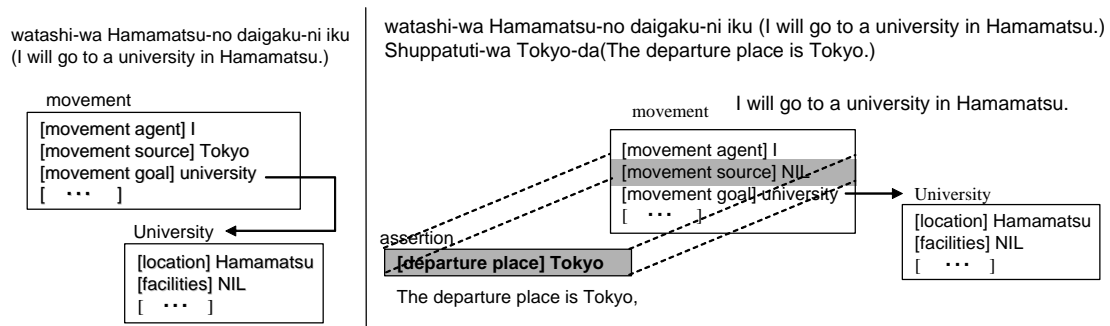 watashi-wa Hamamatsu-no daigaku-ni iku
(I will go to a university in Hamamatsu.)
movement
[movement agent] I
[movement source] Tokyo
[movement goal] university
[ ･･･ ]
University
[location] Hamamatsu
[facilities] NIL
[ ･･･ ]
watashi-wa Hamamatsu-no daigaku-ni iku (I will go to a university in Hamamatsu.)
Shuppatuti-wa Tokyo-da(The departure place is Tokyo.)
movement
I will go to a university in Hamamatsu.
[movement agent] I
[movement source] NIL
[movement goal] university
[ ･･･ ]
University
[location] Hamamatsu
[facilities] NIL
[ ･･･ ]
assertion
[departure place] Tokyo
The departure place is Tokyo,